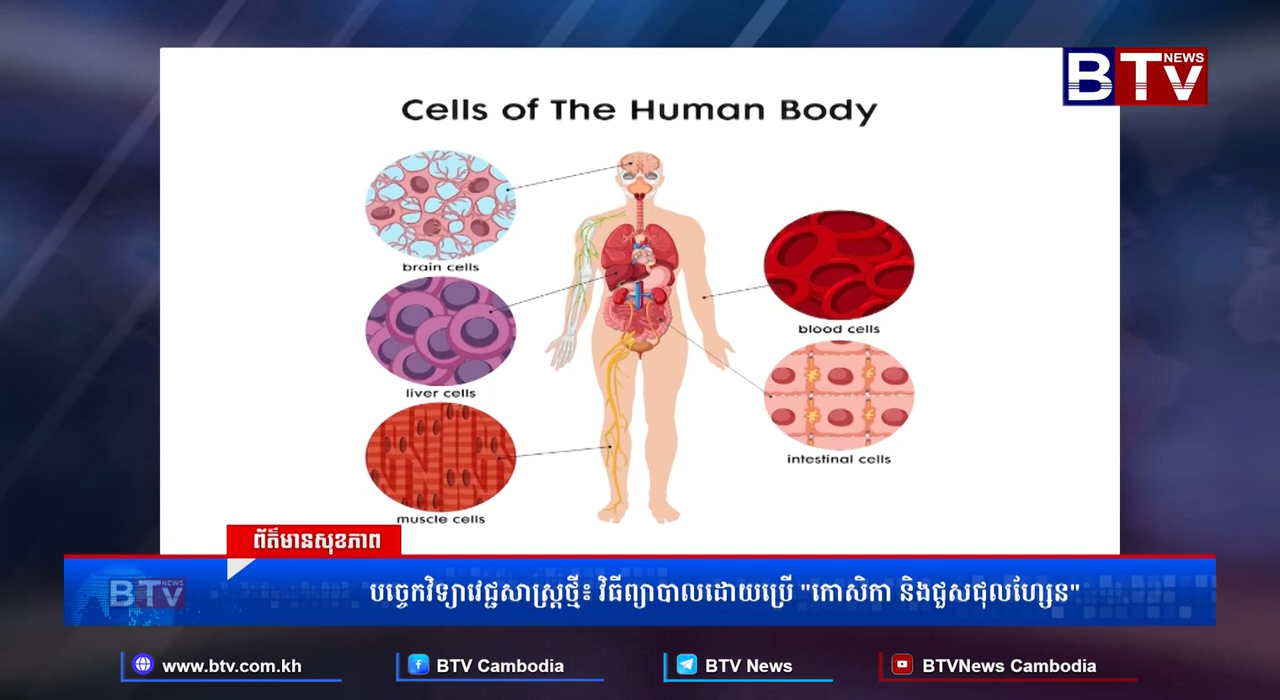 BTV NEWS
Cells of The Human Body
brain cells
liver cells
muscle cells
blood cells
intestinal cells
ព័ត៌មានសុខភាព
BTV NEWS
បច្ចេកវិទ្យាវេជ្ជសាស្ត្រថ្មី៖ វិធីព្យាបាលដោយប្រើ "កោសិកា និងជួសជុលហ្សែន"
www.btv.com.kh
BTV Cambodia
BTV News
BTVNews Cambodia